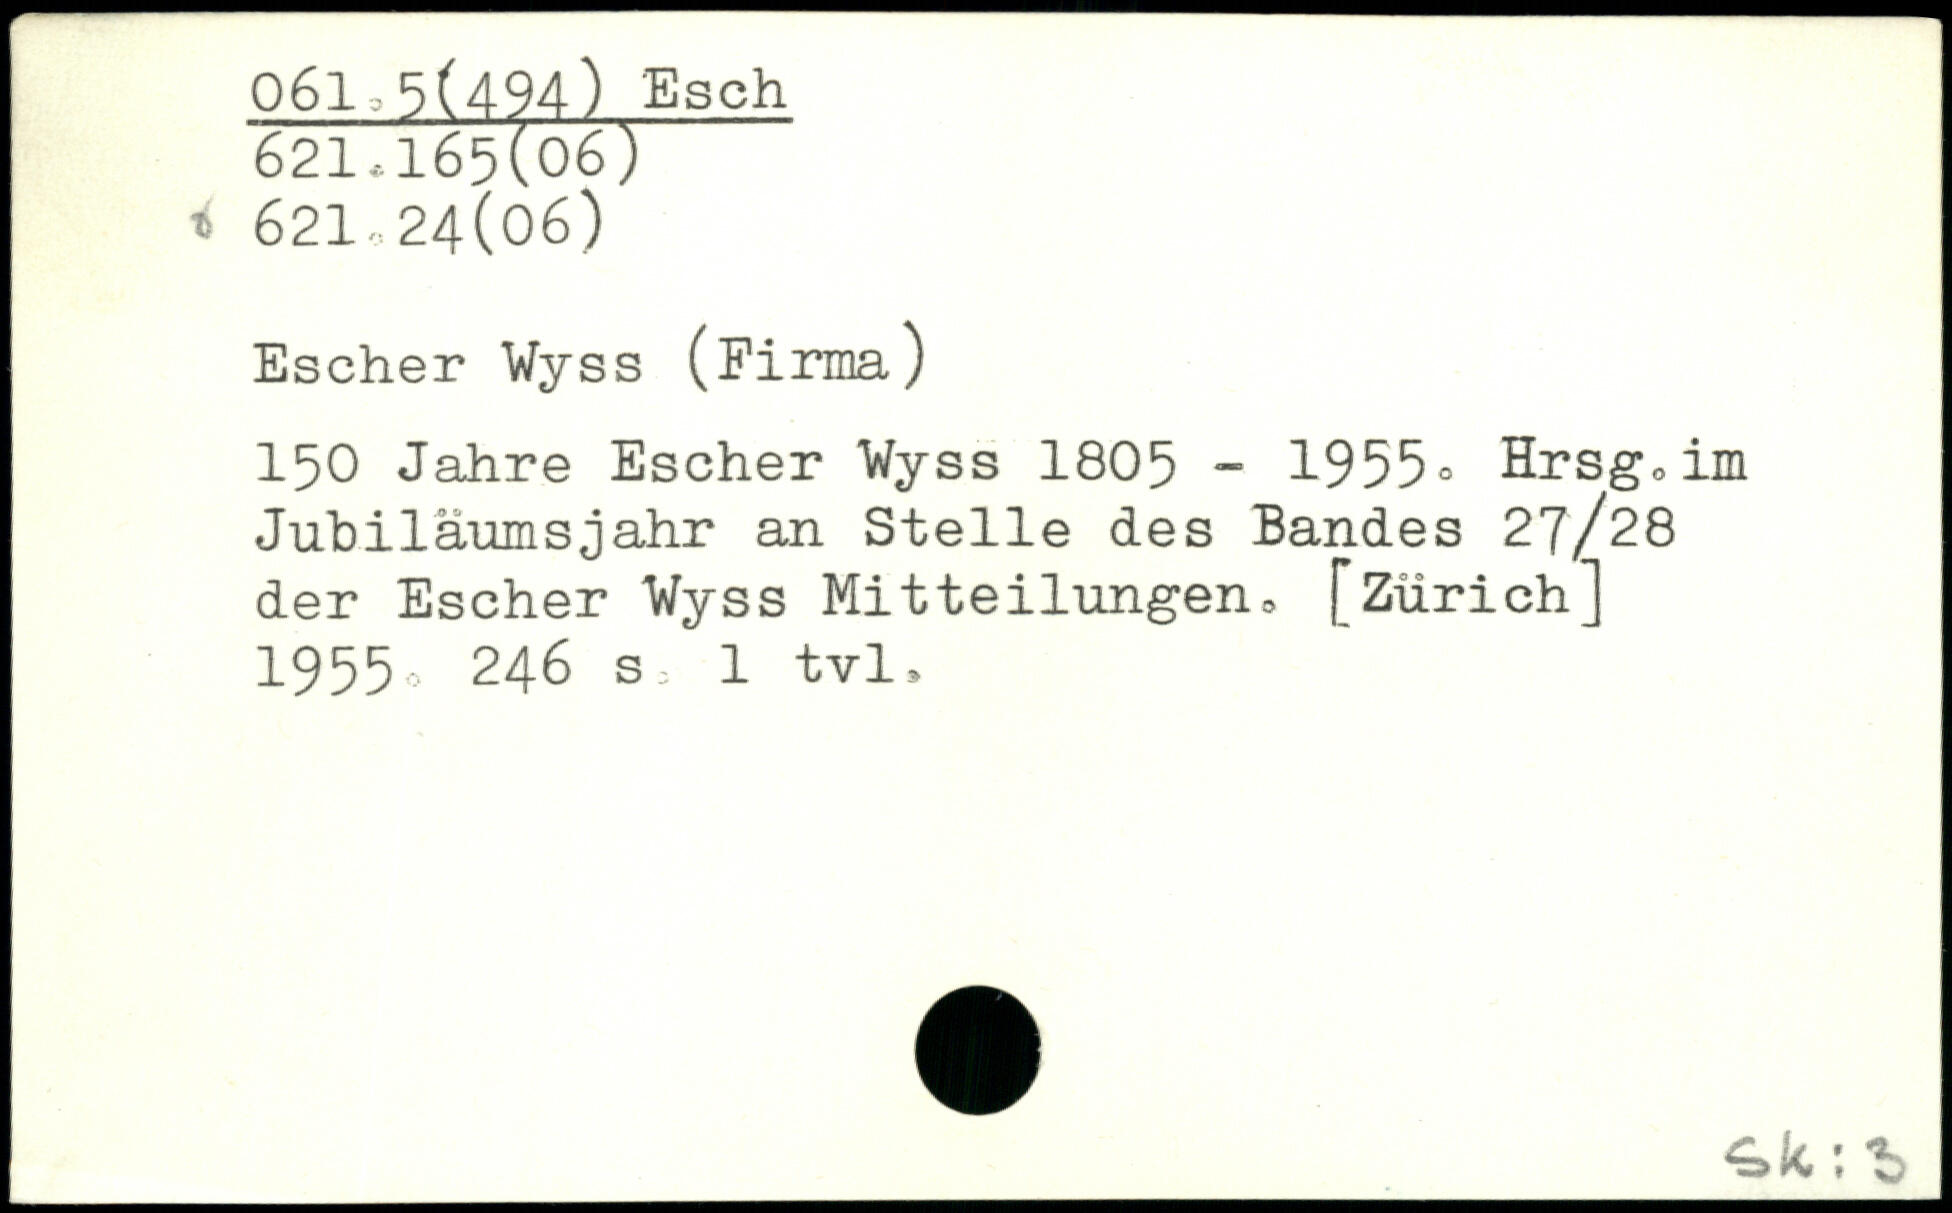 061.5(494) Esch
621.165(06)
621.24(06)
Escher Wyss (Firma)
150 Jahre Escher Wyss 1805 - 1955. Hrsg.im
Jubiläumsjahr an Stelle des Bandes 27/28
der Escher Wyss Mitteilungen. [Zürich]
1955. 246 s. 1 tvl.
Sk: 3